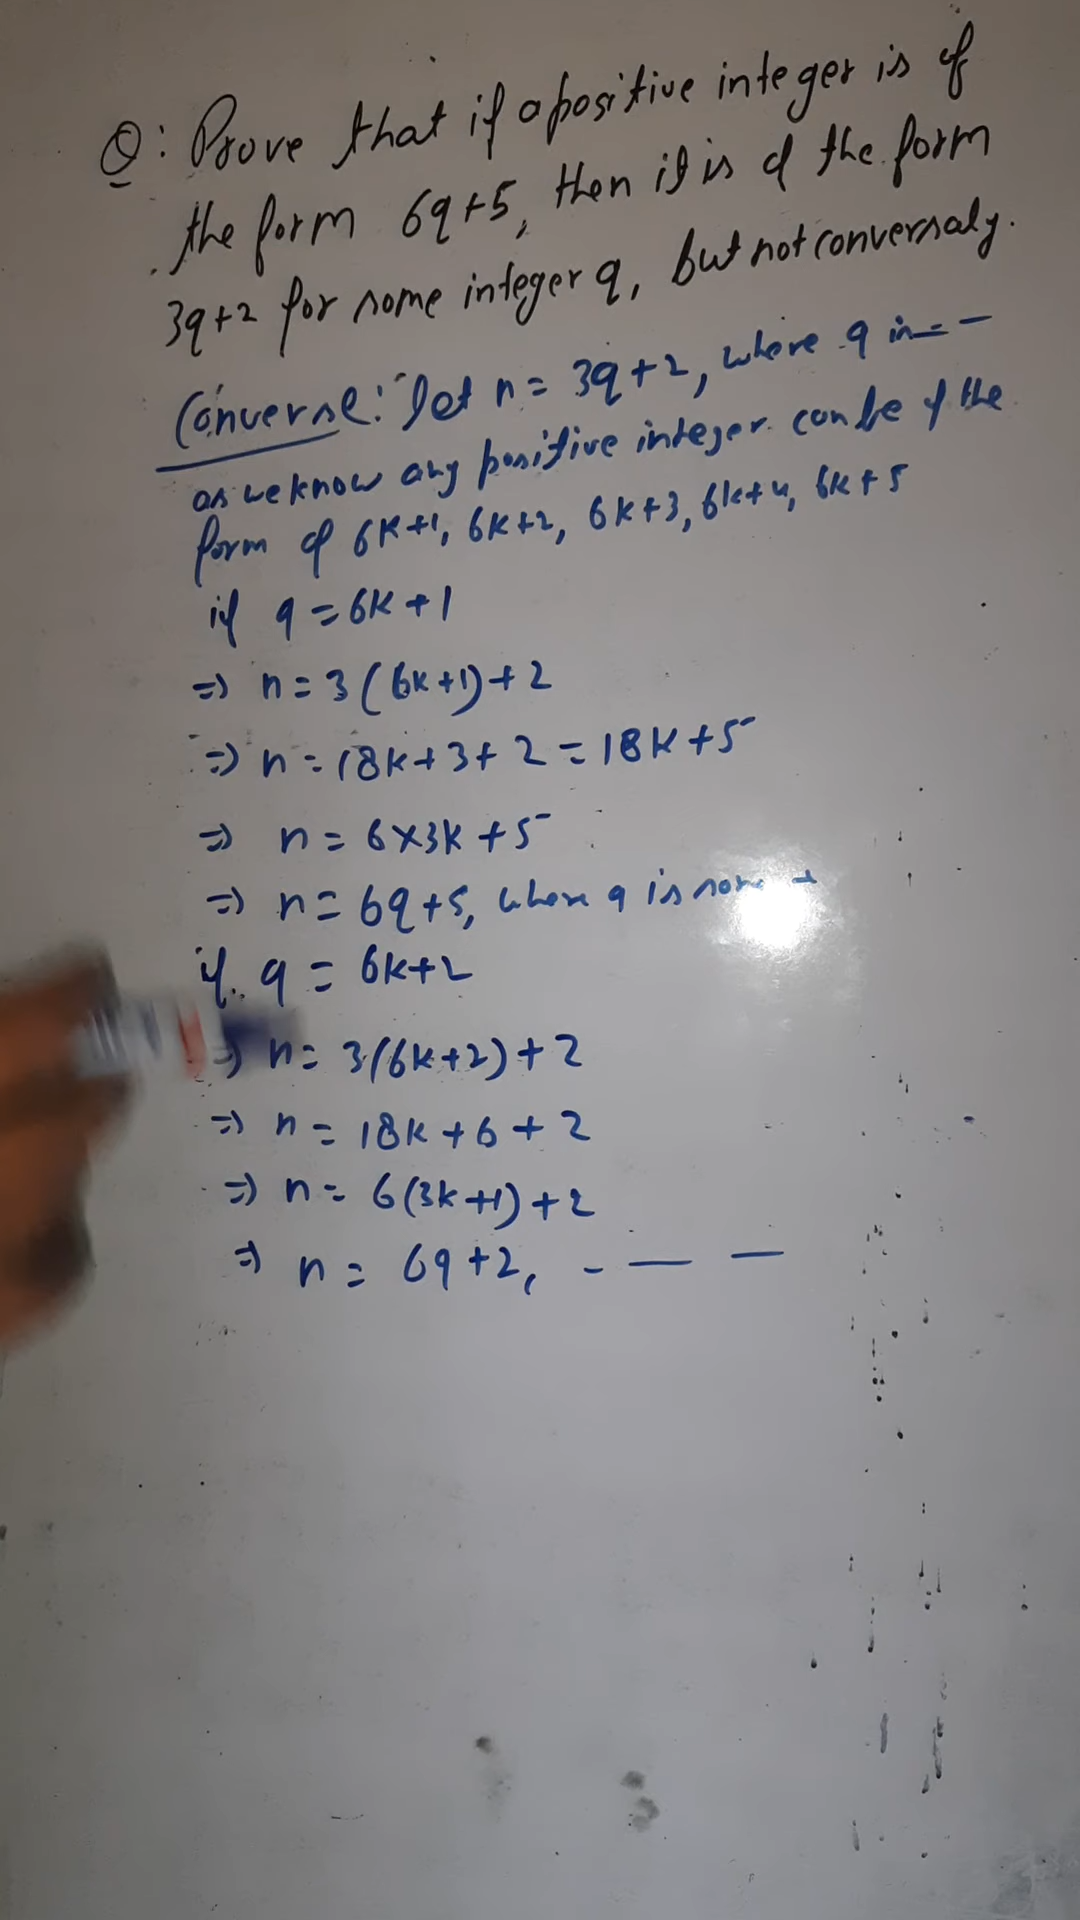 Q: Prove that if a positive integer is of
the form 6q+5, then it is of the form
3q+2 for some integer q, but not conversaly.
Converse: let n = 3q+2, where q in - -
as we know any positive integer can be of the
form of 6k+1, 6k+2, 6k+3, 6k+4, 6k+5
if q = 6k+1
=> n = 3(6k+1)+2
=> n = 18k+3+2 = 18k+5
=> n = 6×3k+5
=> n = 6q+5, where q is
if q = 6k+2
=> n = 3(6k+2)+2
=> n = 18k+6+2
=> n = 6(3k+1)+2
=> n = 6q+2, - — —